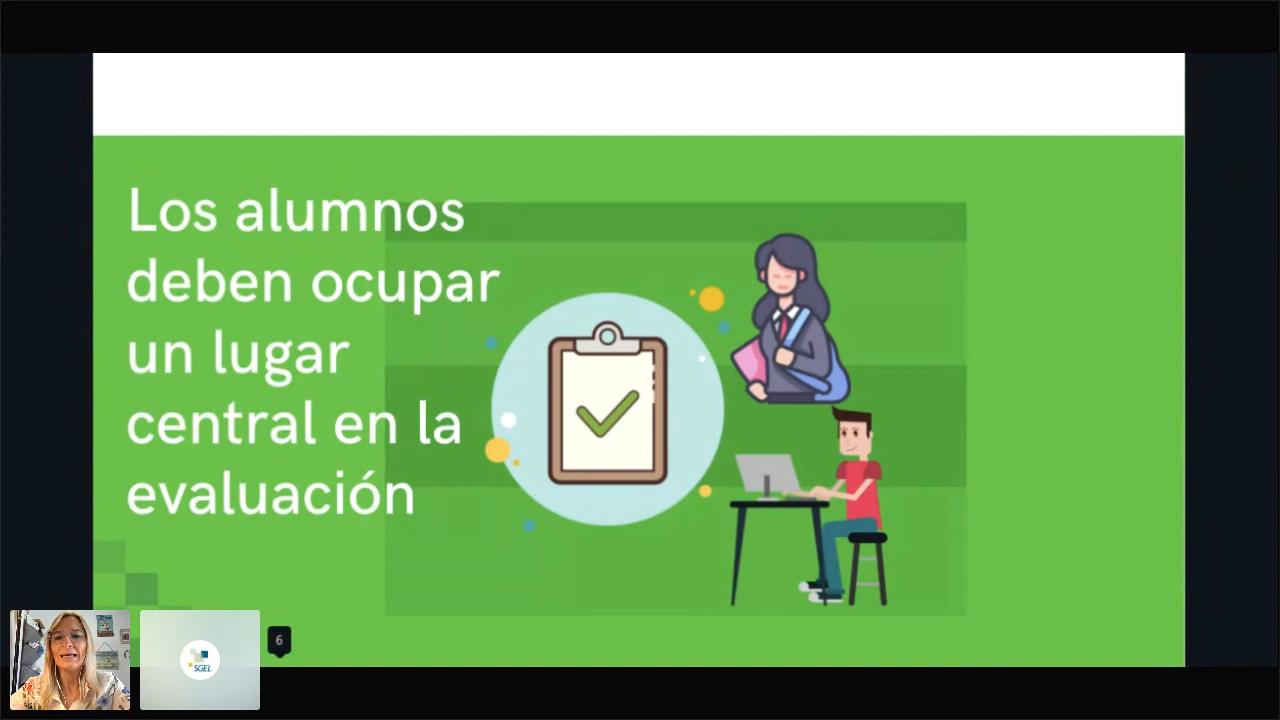 Los alumnos
deben ocupar
un lugar
central en la
evaluación
SGEL
6